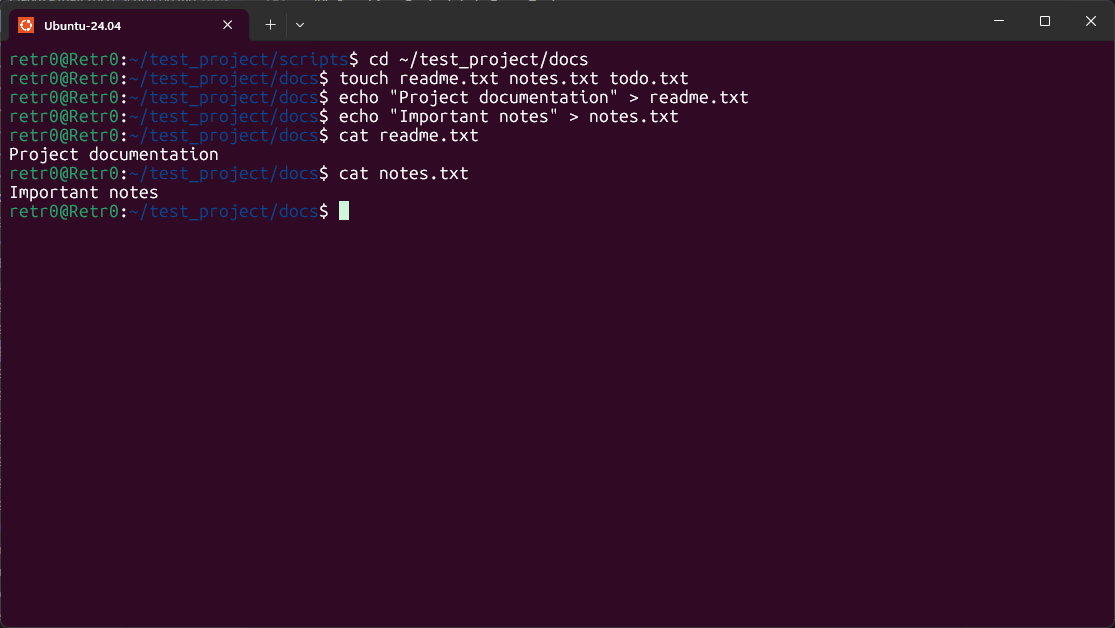 Ubuntu-24.04
retr0@Retr0:~/test_project/scripts$ cd ~/test_project/docs
retr0@Retr0:~/test_project/docs$ touch readme.txt notes.txt todo.txt
retr0@Retr0:~/test_project/docs$ echo "Project documentation" > readme.txt
retr0@Retr0:~/test_project/docs$ echo "Important notes" > notes.txt
retr0@Retr0:~/test_project/docs$ cat readme.txt
Project documentation
retr0@Retr0:~/test_project/docs$ cat notes.txt
Important notes
retr0@Retr0:~/test_project/docs$